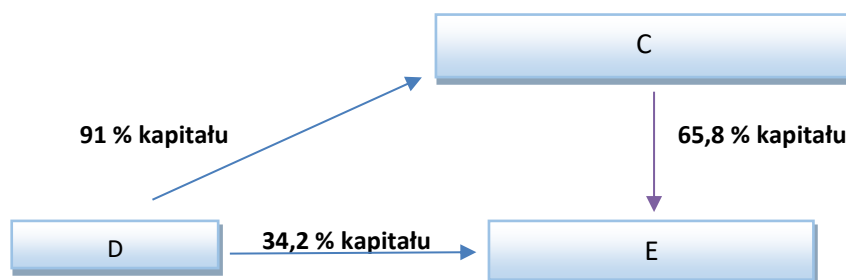 C
91 % kapitału
65,8 % kapitału
D
34,2 % kapitału
E